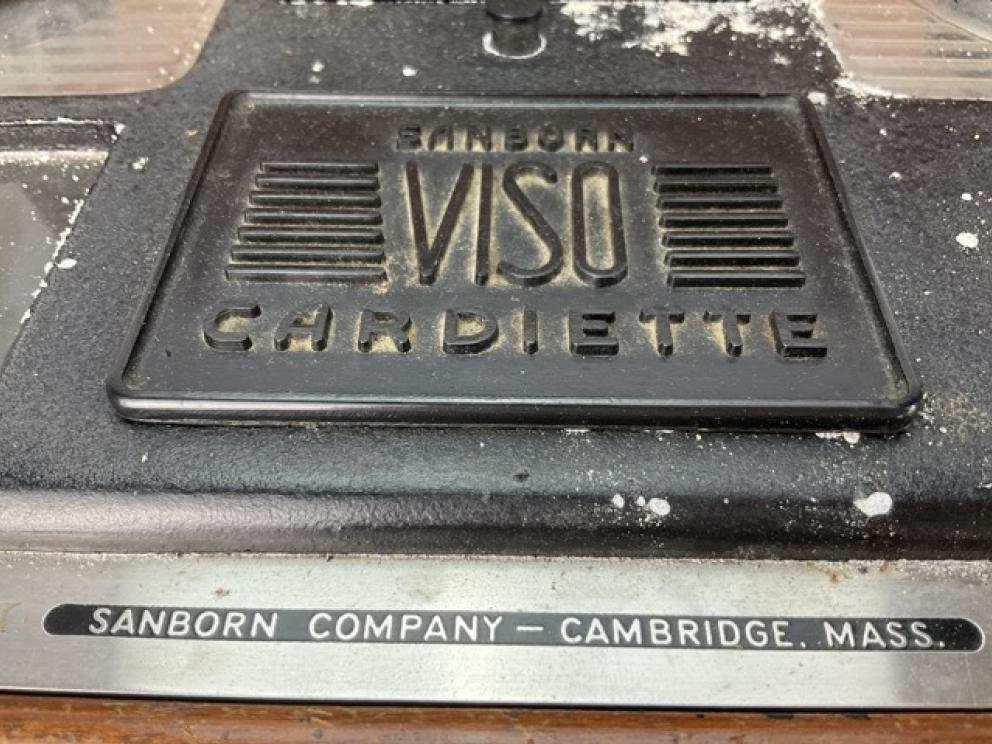 SANBORN
VISO
CARDIETTE
SANBORN COMPANY — CAMBRIDGE, MASS.